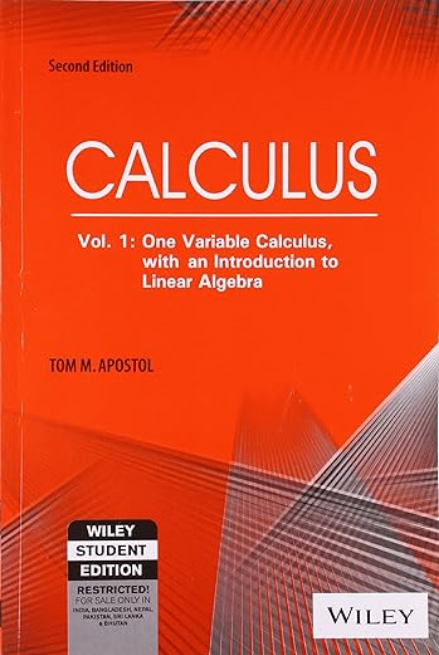 Second Edition
CALCULUS
Vol. 1: One Variable Calculus,
with an Introduction to
Linear Algebra
TOM M. APOSTOL
WILEY
STUDENT
EDITION
RESTRICTED!
FOR SALE ONLY IN
INDIA, BANGLADESH, NEPAL,
PAKISTAN, SRI LANKA
& BHUTAN
WILEY